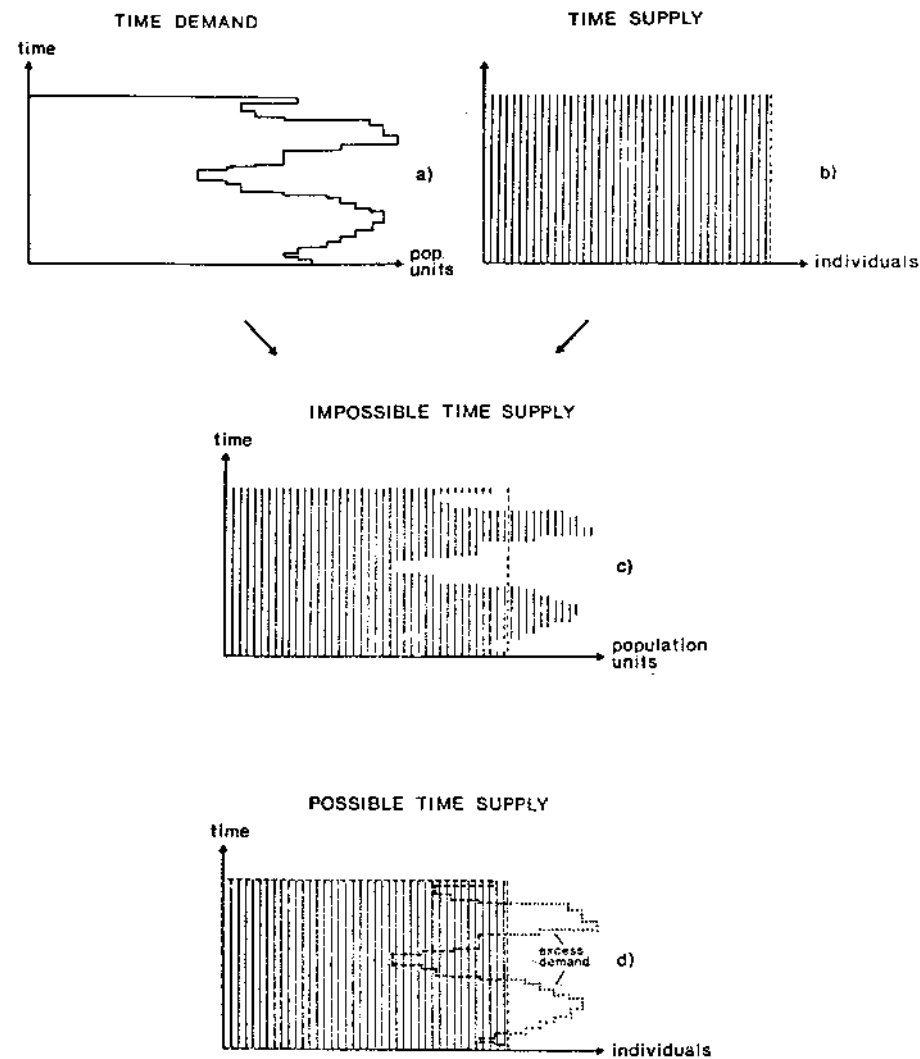 TIME DEMAND
time
a)
pop.
units
TIME SUPPLY
b)
individuals
IMPOSSIBLE TIME SUPPLY
time
c)
population
units
POSSIBLE TIME SUPPLY
time
excess
demand
d)
individuals